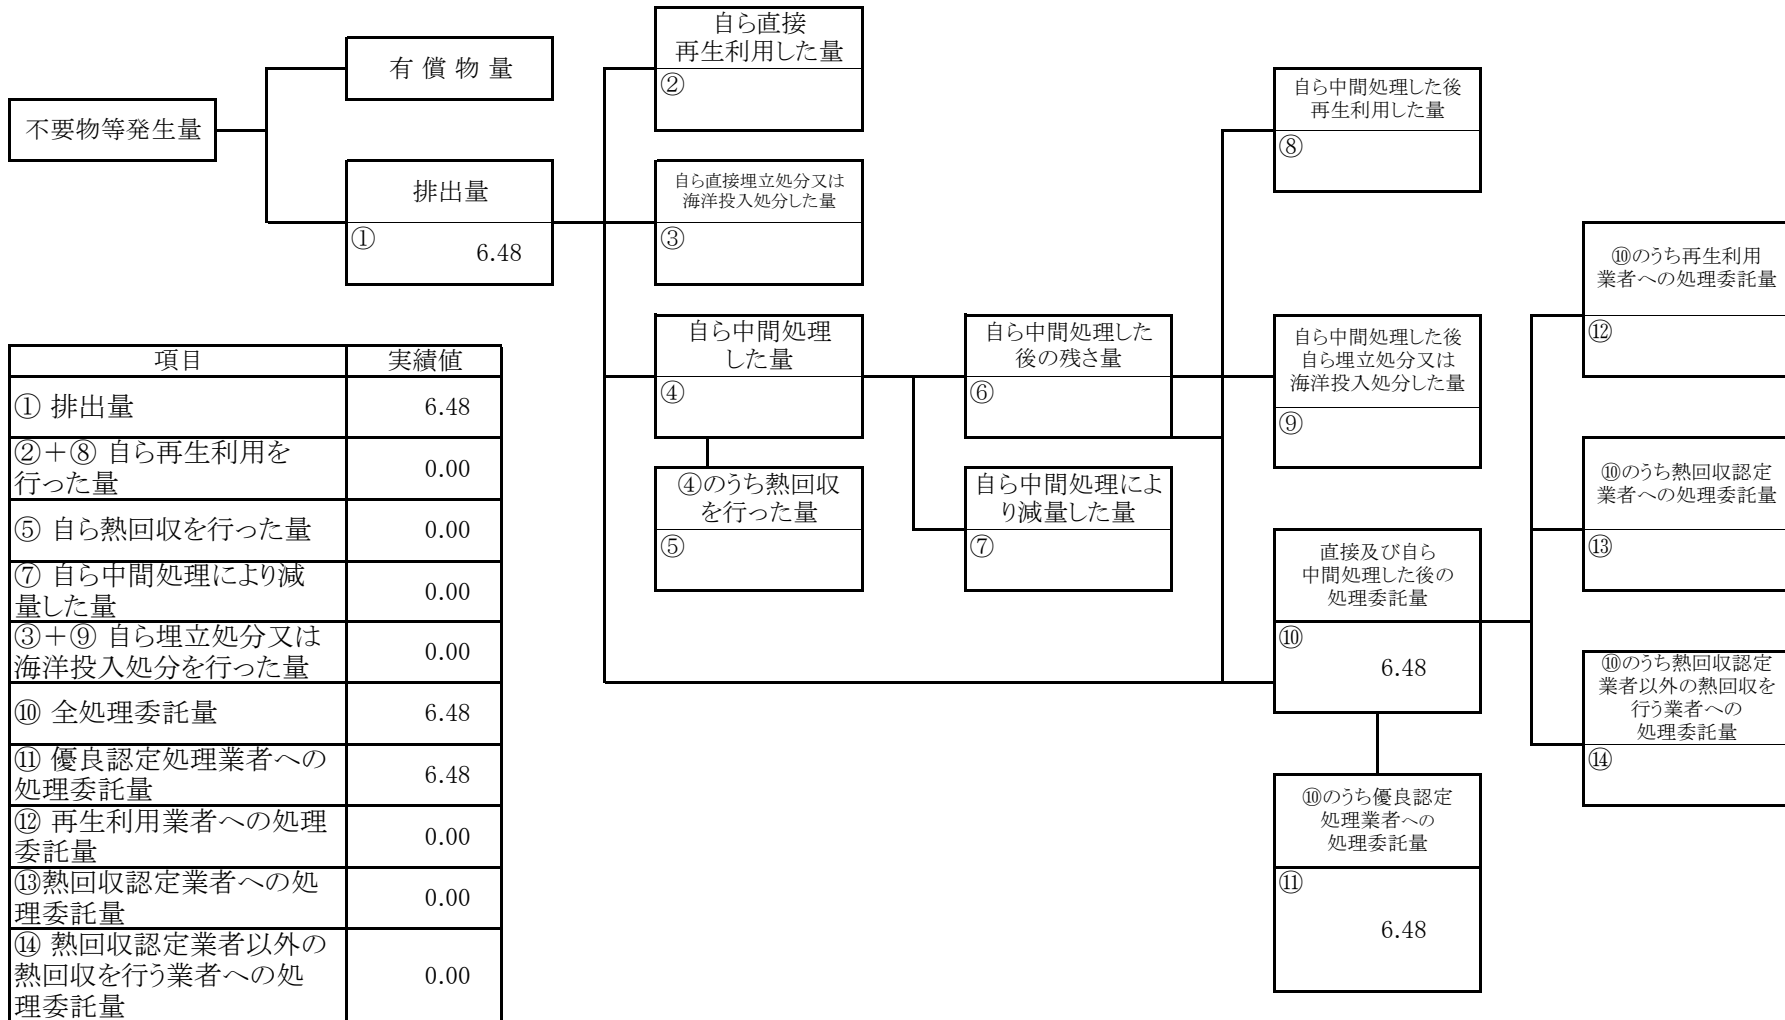 不要物等発生量
有 償 物 量
排出量
①
6.48
自ら直接
再生利用した量
②
自ら直接埋立処分又は
海洋投入処分した量
③
自ら中間処理
した量
④
④のうち熱回収
を行った量
⑤
自ら中間処理した
後の残さ量
⑥
自ら中間処理によ
り減量した量
⑦
自ら中間処理した後
再生利用した量
⑧
自ら中間処理した後
自ら埋立処分又は
海洋投入処分した量
⑨
直接及び自ら
中間処理した後の
処理委託量
⑩
6.48
⑩のうち優良認定
処理業者への
処理委託量
⑪
6.48
⑩のうち再生利用
業者への処理委託量
⑫
⑩のうち熱回収認定
業者への処理委託量
⑬
⑩のうち熱回収認定
業者以外の熱回収を
行う業者への
処理委託量
⑭
項目 実績値
① 排出量 6.48
②＋⑧ 自ら再生利用を
行った量 0.00
⑤ 自ら熱回収を行った量 0.00
⑦ 自ら中間処理により減
量した量 0.00
③＋⑨ 自ら埋立処分又は
海洋投入処分を行った量 0.00
⑩ 全処理委託量 6.48
⑪ 優良認定処理業者への
処理委託量 6.48
⑫ 再生利用業者への処理
委託量 0.00
⑬熱回収認定業者への処
理委託量 0.00
⑭ 熱回収認定業者以外の
熱回収を行う業者への処
理委託量 0.00